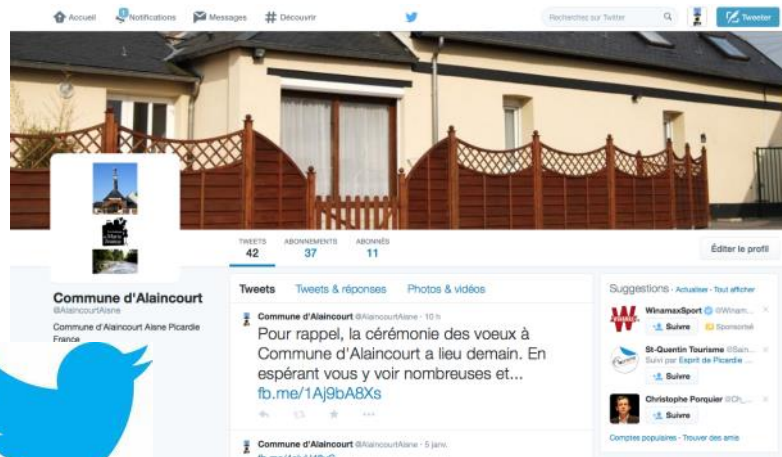 Accueil
Notifications
Messages
Découvrir
Recherchez sur Twitter
Tweeter
TWEETS
42
ABONNEMENTS
37
ABONNÉS
11
Éditer le profil
Commune d'Alaincourt
@AlaincourtAisne
Commune d'Alaincourt Aisne Picardie
France
Tweets
Tweets & réponses
Photos & vidéos
Commune d'Alaincourt @AlaincourtAisne · 10 h
Pour rappel, la cérémonie des voeux à
Commune d'Alaincourt a lieu demain. En
espérant vous y voir nombreuses et...
fb.me/1Aj9bA8Xs
Commune d'Alaincourt @AlaincourtAisne · 5 janv.
Suggestions · Actualiser · Tout afficher
WinamaxSport @Winam...
Suivre
Sponsorisé
St-Quentin Tourisme @Sain...
Suivi par Esprit de Picardie ...
Suivre
Christophe Porquier @Ch_...
Suivre
Comptes populaires · Trouver des amis